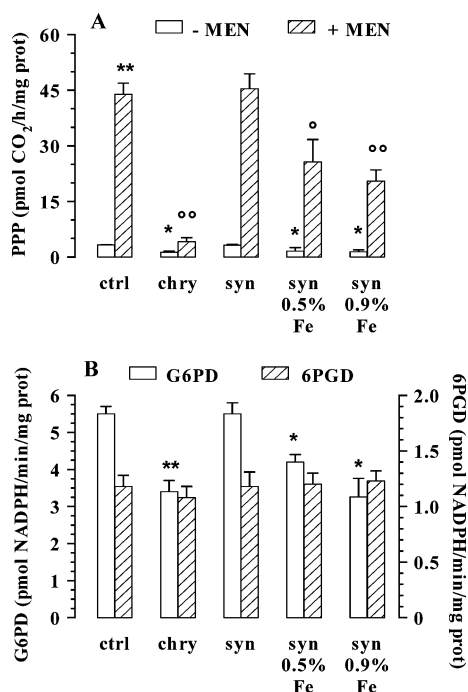 A
- MEN
+ MEN
PPP (pmol CO2/h/mg prot)
60
45
30
15
0
**
*
°°
*
°
*
°°
ctrl
chry
syn
syn
0.5%
Fe
syn
0.9%
Fe
B
G6PD
6PGD
G6PD (pmol NADPH/min/mg prot)
6
5
4
3
2
1
0
**
*
*
2.0
1.5
1.0
0.5
0
6PGD (pmol NADPH/min/mg prot)
ctrl
chry
syn
syn
0.5%
Fe
syn
0.9%
Fe